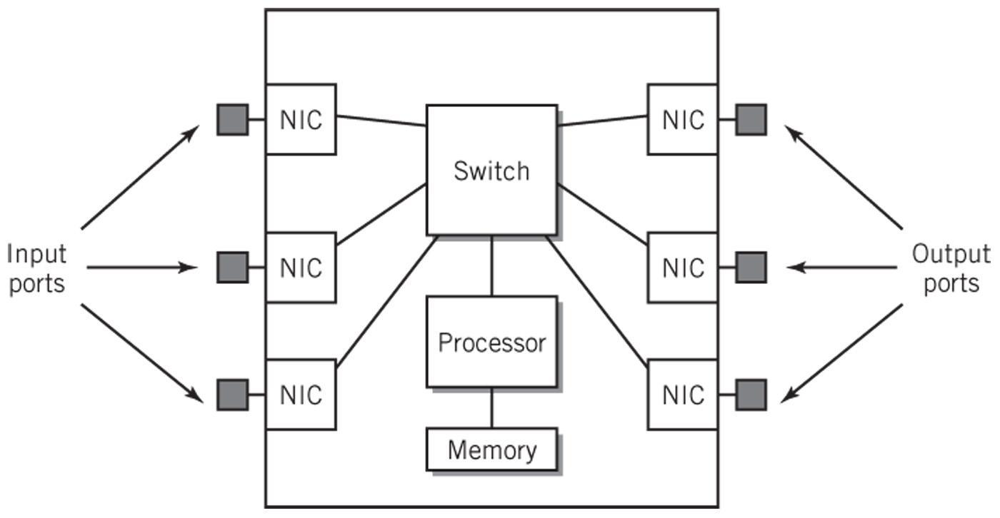 NIC
NIC
Switch
Input
ports
NIC
NIC
Output
ports
Processor
NIC
NIC
Memory